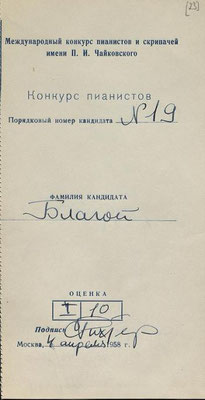 [23]
Международный конкурс пианистов и скрипачей
имени П. И. Чайковского
Конкурс пианистов
Порядковый номер кандидата №19
ФАМИЛИЯ КАНДИДАТА
Благой
ОЦЕНКА
I 10
Подпись Рихтер
Москва, 4 апреля 1958 г.